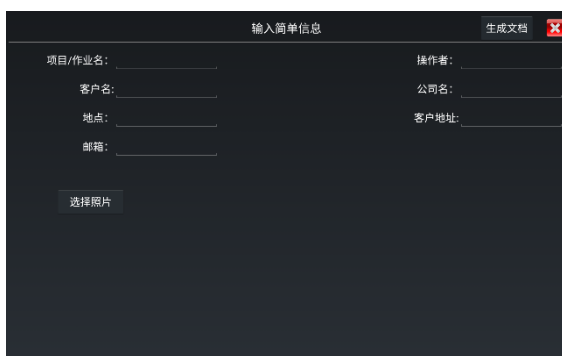 输入简单信息 生成文档
项目/作业名: 操作者:
客户名: 公司名:
地点: 客户地址:
邮箱:
选择照片